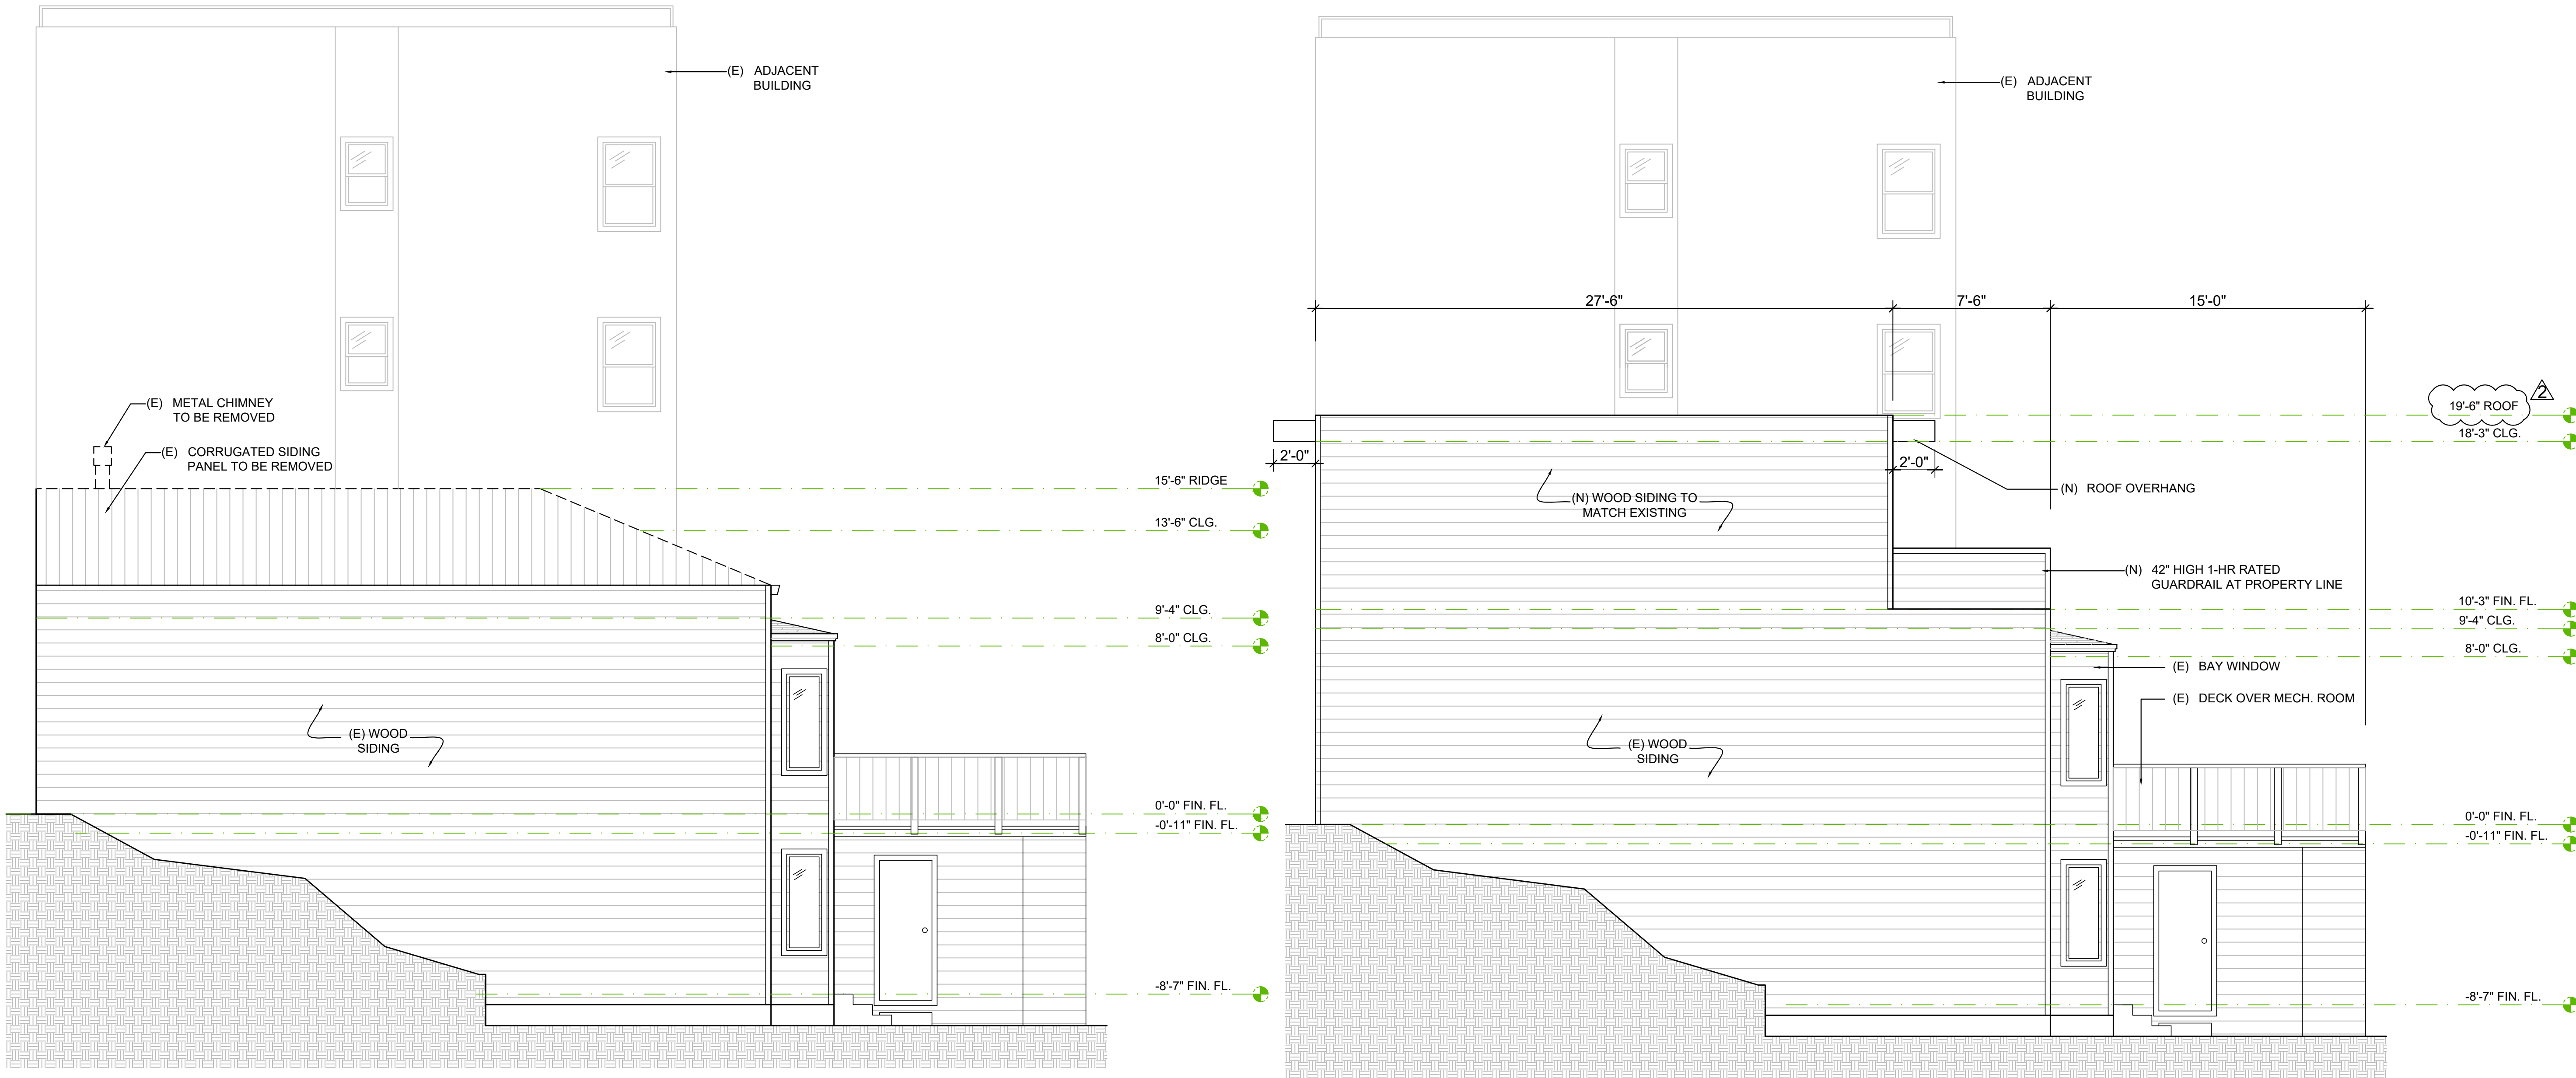 (E) ADJACENT
BUILDING
(E) METAL CHIMNEY
TO BE REMOVED
(E) CORRUGATED SIDING
PANEL TO BE REMOVED
15'-6" RIDGE
13'-6" CLG.
9'-4" CLG.
8'-0" CLG.
(E) WOOD
SIDING
0'-0" FIN. FL.
-0'-11" FIN. FL.
-8'-7" FIN. FL.
(E) ADJACENT
BUILDING
27'-6"
7'-6"
15'-0"
2
19'-6" ROOF
18'-3" CLG.
2'-0"
2'-0"
(N) ROOF OVERHANG
(N) WOOD SIDING TO
MATCH EXISTING
(N) 42" HIGH 1-HR RATED
GUARDRAIL AT PROPERTY LINE
10'-3" FIN. FL.
9'-4" CLG.
8'-0" CLG.
(E) BAY WINDOW
(E) DECK OVER MECH. ROOM
(E) WOOD
SIDING
0'-0" FIN. FL.
-0'-11" FIN. FL.
-8'-7" FIN. FL.